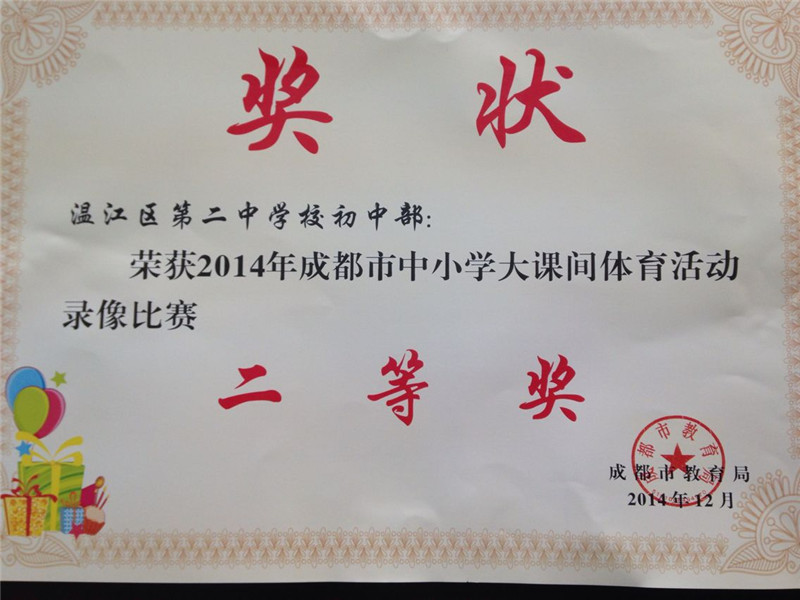 奖状
温江区第二中学校初中部：
荣获2014年成都市中小学大课间体育活动
录像比赛
二等奖
成都市教育局
成都市教育局
2014年12月